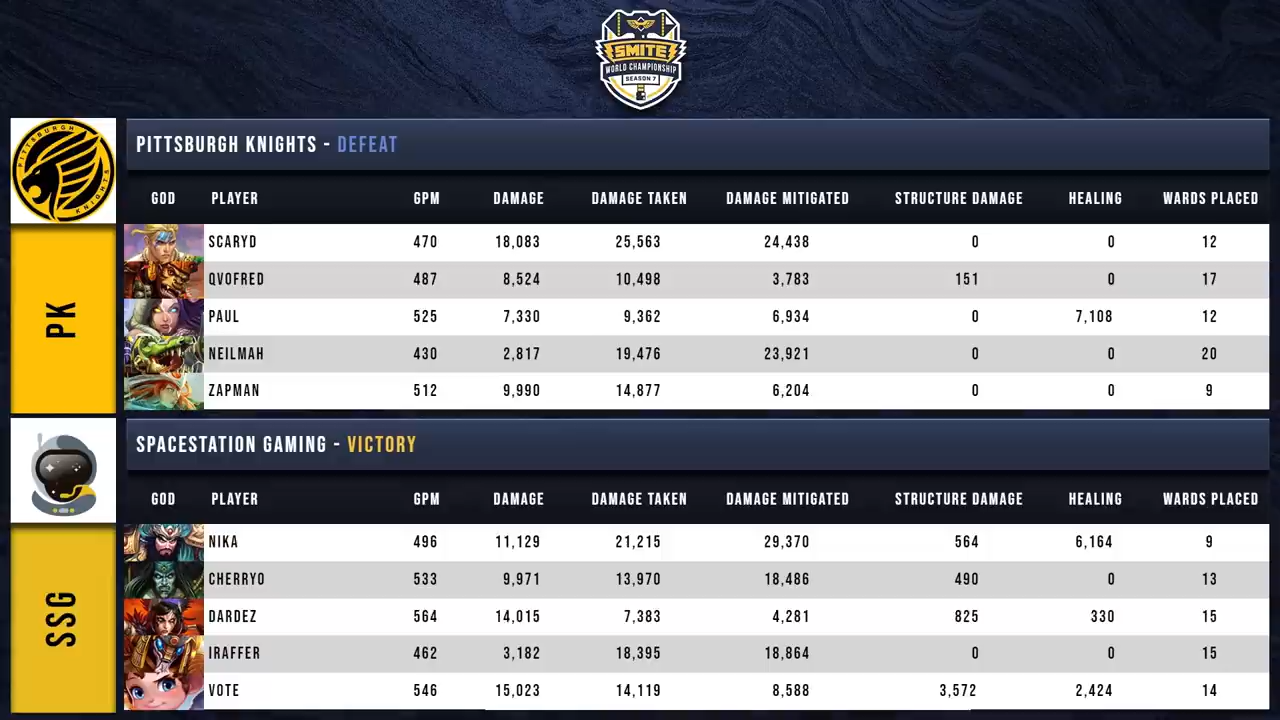 SMITE
WORLD CHAMPIONSHIP
SEASON 7
PITTSBURGH KNIGHTS
PITTSBURGH KNIGHTS - DEFEAT
GOD PLAYER GPM DAMAGE DAMAGE TAKEN DAMAGE MITIGATED STRUCTURE DAMAGE HEALING WARDS PLACED
PK
SCARYD 470 18,083 25,563 24,438 0 0 12
QVOFRED 487 8,524 10,498 3,783 151 0 17
PAUL 525 7,330 9,362 6,934 0 7,108 12
NEILMAH 430 2,817 19,476 23,921 0 0 20
ZAPMAN 512 9,990 14,877 6,204 0 0 9
SPACESTATION GAMING - VICTORY
GOD PLAYER GPM DAMAGE DAMAGE TAKEN DAMAGE MITIGATED STRUCTURE DAMAGE HEALING WARDS PLACED
SSG
NIKA 496 11,129 21,215 29,370 564 6,164 9
CHERRYO 533 9,971 13,970 18,486 490 0 13
DARDEZ 564 14,015 7,383 4,281 825 330 15
IRAFFER 462 3,182 18,395 18,864 0 0 15
VOTE 546 15,023 14,119 8,588 3,572 2,424 14